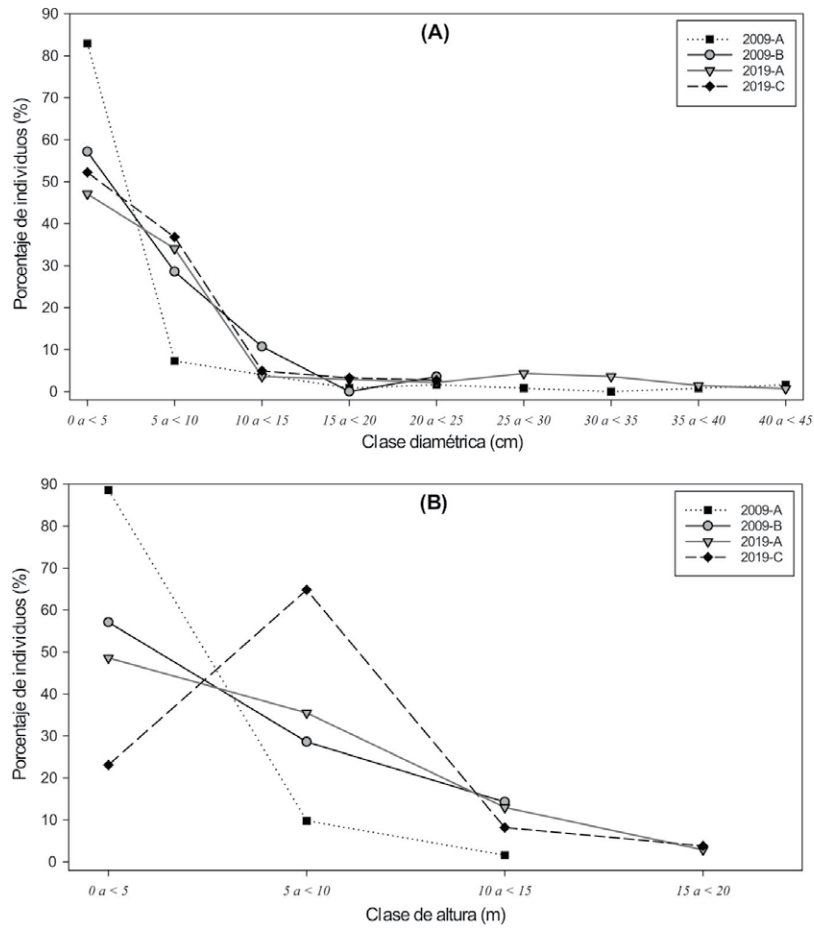 (A)
2009-A
2009-B
2019-A
2019-C
Porcentaje de individuos (%)
90
80
70
60
50
40
30
20
10
0
0 a < 5
5 a < 10
10 a < 15
15 a < 20
20 a < 25
25 a < 30
30 a < 35
35 a < 40
40 a < 45
Clase diamétrica (cm)
(B)
2009-A
2009-B
2019-A
2019-C
Porcentaje de individuos (%)
90
80
70
60
50
40
30
20
10
0
0 a < 5
5 a < 10
10 a < 15
15 a < 20
Clase de altura (m)